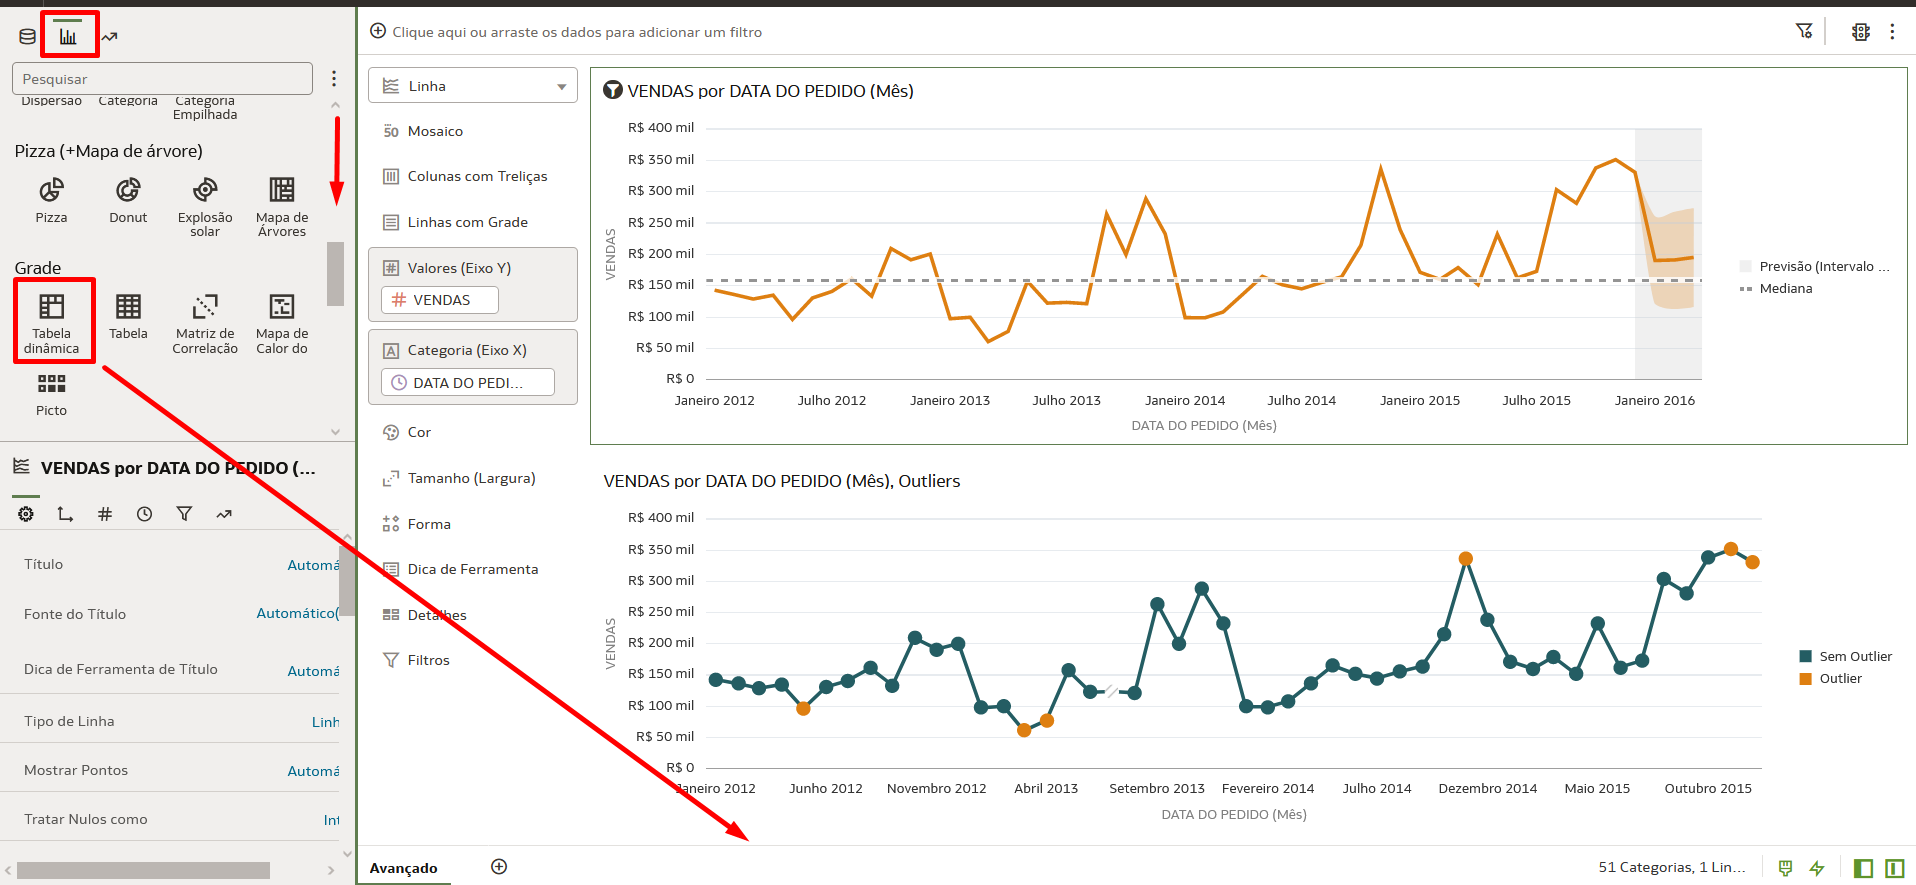 Clique aqui ou arraste os dados para adicionar um filtro
Pesquisar
Dispersão
Categoria
Categoria
Empilhada
Pizza (+Mapa de árvore)
Pizza
Donut
Explosão
solar
Mapa de
Árvores
Grade
Tabela
dinâmica
Tabela
Matriz de
Correlação
Mapa de
Calor do
Picto
VENDAS por DATA DO PEDIDO (...
Título
Automá
Fonte do Título
Automático(
Dica de Ferramenta de Título
Automá
Tipo de Linha
Linh
Mostrar Pontos
Automá
Tratar Nulos como
Int
Linha
50 Mosaico
Colunas com Treliças
Linhas com Grade
# Valores (Eixo Y)
# VENDAS
A Categoria (Eixo X)
DATA DO PEDI...
Cor
Tamanho (Largura)
Forma
Dica de Ferramenta
Detalhes
Filtros
VENDAS por DATA DO PEDIDO (Mês)
VENDAS
R$ 400 mil
R$ 350 mil
R$ 300 mil
R$ 250 mil
R$ 200 mil
R$ 150 mil
R$ 100 mil
R$ 50 mil
R$ 0
Janeiro 2012
Julho 2012
Janeiro 2013
Julho 2013
Janeiro 2014
Julho 2014
Janeiro 2015
Julho 2015
Janeiro 2016
DATA DO PEDIDO (Mês)
Previsão (Intervalo ...
Mediana
VENDAS por DATA DO PEDIDO (Mês), Outliers
VENDAS
R$ 400 mil
R$ 350 mil
R$ 300 mil
R$ 250 mil
R$ 200 mil
R$ 150 mil
R$ 100 mil
R$ 50 mil
R$ 0
Janeiro 2012
Junho 2012
Novembro 2012
Abril 2013
Setembro 2013
Fevereiro 2014
Julho 2014
Dezembro 2014
Maio 2015
Outubro 2015
DATA DO PEDIDO (Mês)
Sem Outlier
Outlier
Avançado
51 Categorias, 1 Lin...